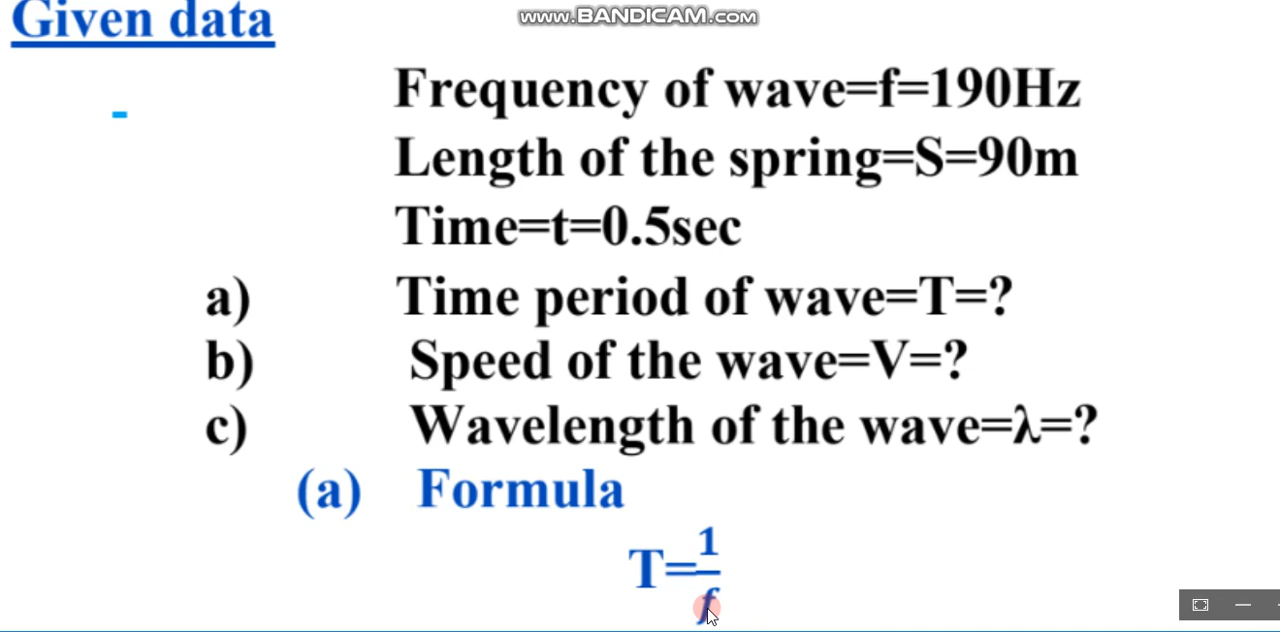 Given data
www.BANDICAM.com
Frequency of wave=f=190Hz
Length of the spring=S=90m
Time=t=0.5sec
a) Time period of wave=T=?
b) Speed of the wave=V=?
c) Wavelength of the wave=λ=?
(a) Formula
T=1/f